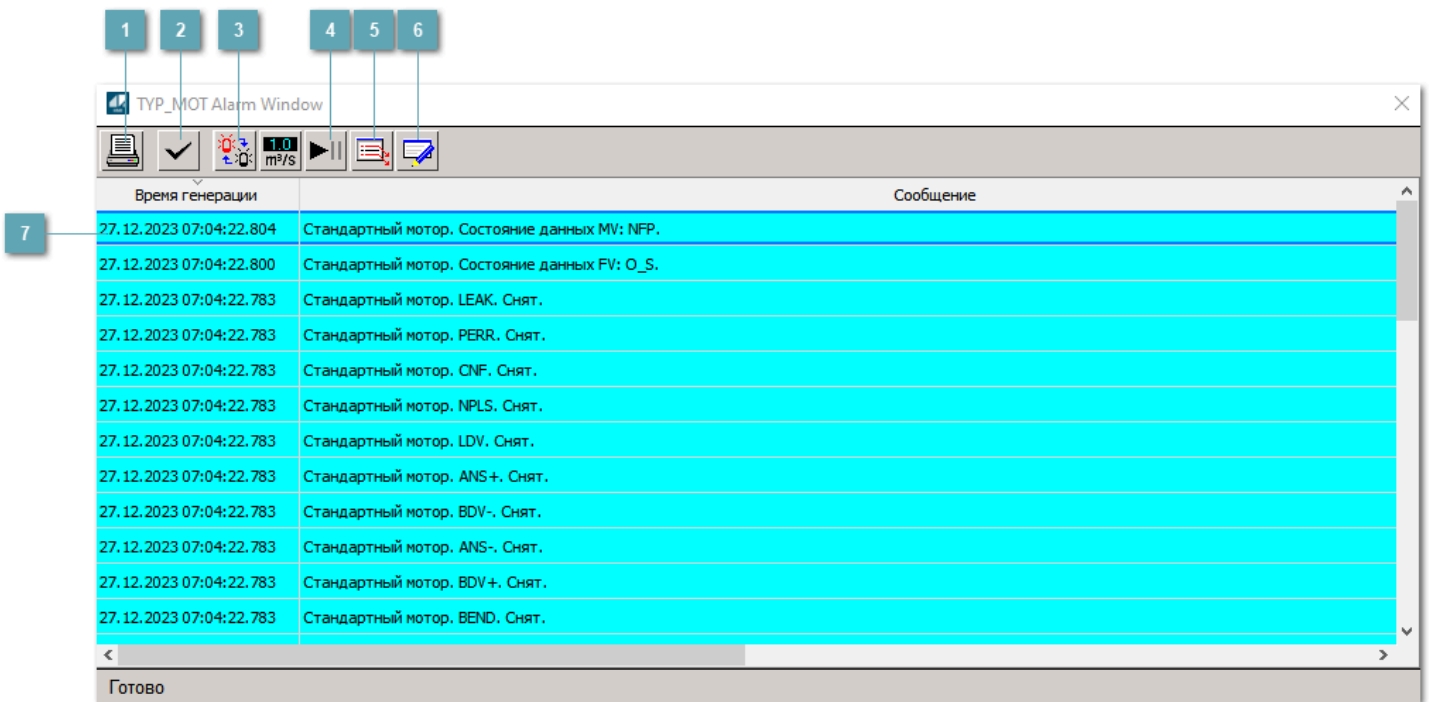 1 2 3 4 5 6
TYP_MOT Alarm Window
1.0
m³/s
Время генерации Сообщение
7
27.12.2023 07:04:22.804 Стандартный мотор. Состояние данных MV: NFP.
27.12.2023 07:04:22.800 Стандартный мотор. Состояние данных FV: O_S.
27.12.2023 07:04:22.783 Стандартный мотор. LEAK. Снят.
27.12.2023 07:04:22.783 Стандартный мотор. PERR. Снят.
27.12.2023 07:04:22.783 Стандартный мотор. CNF. Снят.
27.12.2023 07:04:22.783 Стандартный мотор. NPLS. Снят.
27.12.2023 07:04:22.783 Стандартный мотор. LDV. Снят.
27.12.2023 07:04:22.783 Стандартный мотор. ANS+. Снят.
27.12.2023 07:04:22.783 Стандартный мотор. BDV-. Снят.
27.12.2023 07:04:22.783 Стандартный мотор. ANS-. Снят.
27.12.2023 07:04:22.783 Стандартный мотор. BDV+. Снят.
27.12.2023 07:04:22.783 Стандартный мотор. BEND. Снят.
Готово